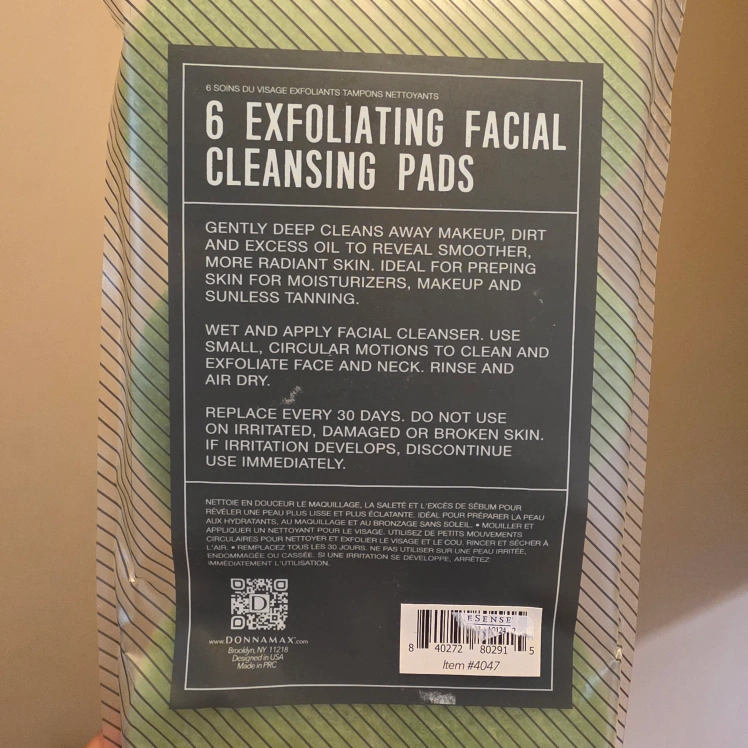 6 SOINS DU VISAGE EXFOLIANTS TAMPONS NETTOYANTS
6 EXFOLIATING FACIAL
CLEANSING PADS
GENTLY DEEP CLEANS AWAY MAKEUP, DIRT
AND EXCESS OIL TO REVEAL SMOOTHER,
MORE RADIANT SKIN. IDEAL FOR PREPING
SKIN FOR MOISTURIZERS, MAKEUP AND
SUNLESS TANNING.
WET AND APPLY FACIAL CLEANSER. USE
SMALL, CIRCULAR MOTIONS TO CLEAN AND
EXFOLIATE FACE AND NECK. RINSE AND
AIR DRY.
REPLACE EVERY 30 DAYS. DO NOT USE
ON IRRITATED, DAMAGED OR BROKEN SKIN.
IF IRRITATION DEVELOPS, DISCONTINUE
USE IMMEDIATELY.
NETTOIE EN DOUCEUR LE MAQUILLAGE, LA SALETÉ ET L'EXCÈS DE SÉBUM POUR
RÉVÉLER UNE PEAU PLUS LISSE ET PLUS ÉCLATANTE. IDÉAL POUR PRÉPARER LA PEAU
AUX HYDRATANTS, AU MAQUILLAGE ET AU BRONZAGE SANS SOLEIL. • MOUILLER ET
APPLIQUER UN NETTOYANT POUR LE VISAGE. UTILISEZ DE PETITS MOUVEMENTS
CIRCULAIRES POUR NETTOYER ET EXFOLIER LE VISAGE ET LE COU. RINCER ET SÉCHER À
L'AIR. • REMPLACEZ TOUS LES 30 JOURS. NE PAS UTILISER SUR UNE PEAU IRRITÉE,
ENDOMMAGÉE OU CASSÉE. SI UNE IRRITATION SE DÉVELOPPE, ARRÊTEZ
IMMÉDIATEMENT L'UTILISATION.
D
www.DONNAMAX.com
Brooklyn, NY 11218
Designed in USA
Made in PRC
ESENSE
8 40272 80291 5
Item #4047